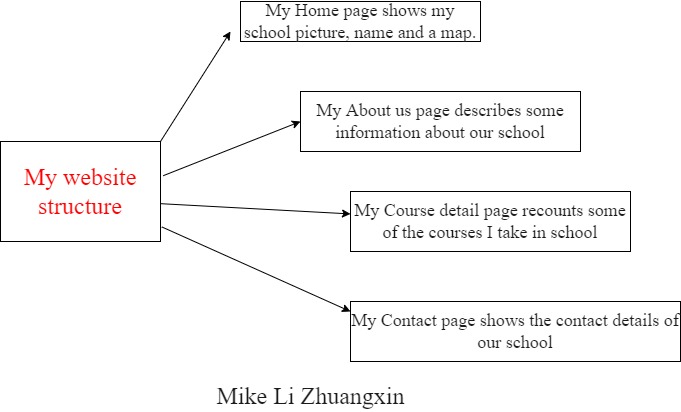 My Home page shows my
school picture, name and a map.
My About us page describes some
information about our school
My website
structure
My Course detail page recounts some
of the courses I take in school
My Contact page shows the contact details of
our school
Mike Li Zhuangxin